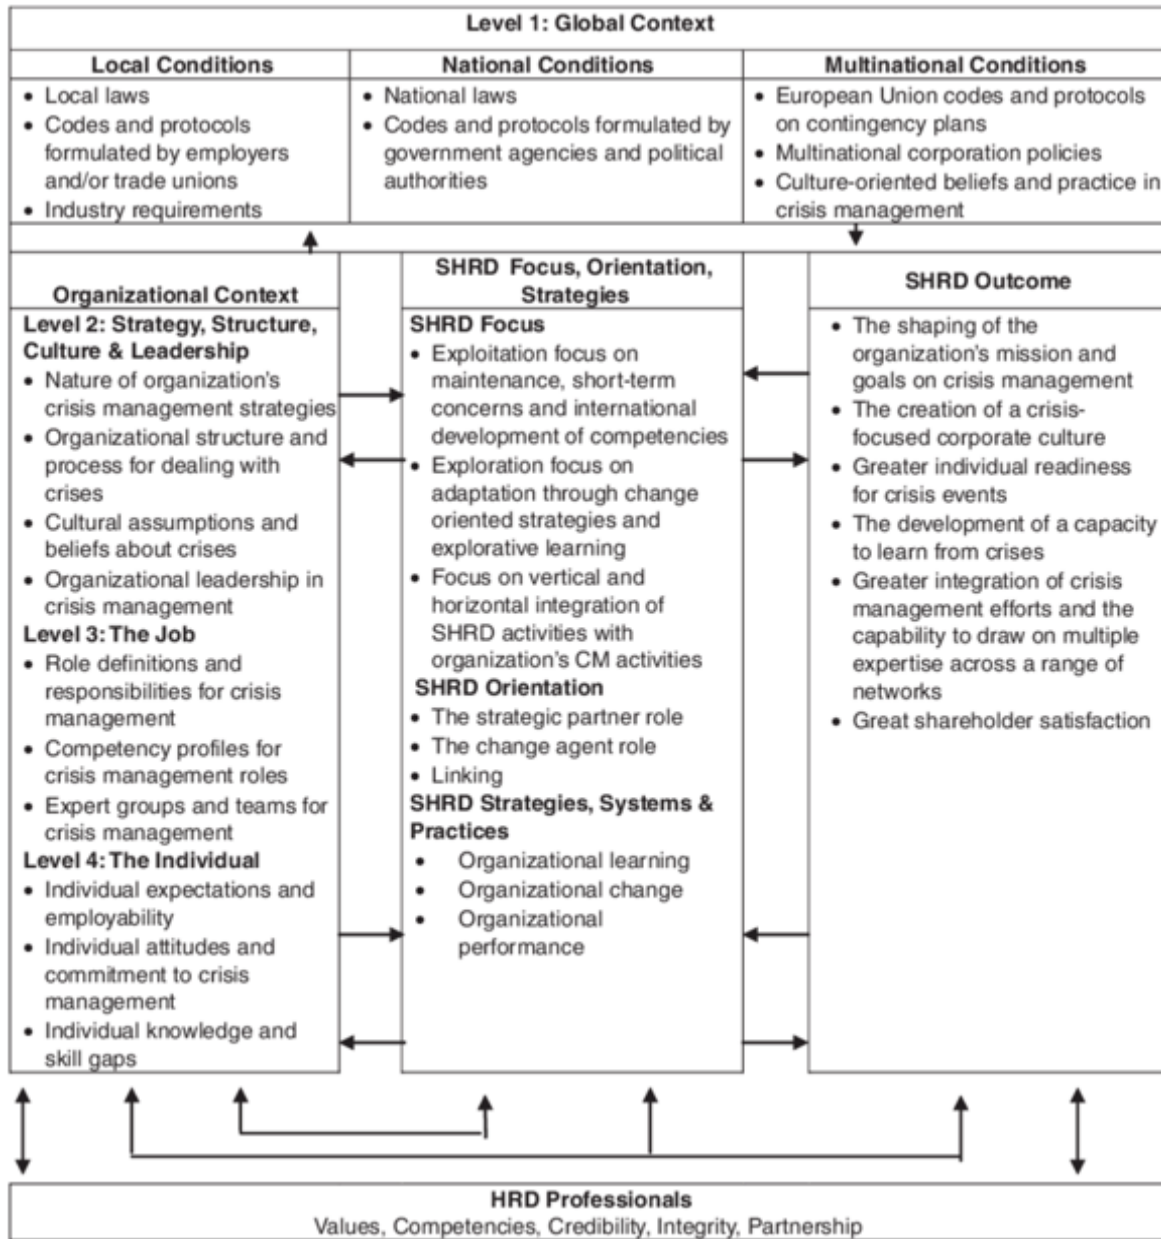 Level 1: Global Context
Local Conditions
• Local laws
• Codes and protocols
formulated by employers
and/or trade unions
• Industry requirements
National Conditions
• National laws
• Codes and protocols formulated by
government agencies and political
authorities
Multinational Conditions
• European Union codes and protocols
on contingency plans
• Multinational corporation policies
• Culture-oriented beliefs and practice in
crisis management
Organizational Context
Level 2: Strategy, Structure,
Culture & Leadership
• Nature of organization's
crisis management strategies
• Organizational structure and
process for dealing with
crises
• Cultural assumptions and
beliefs about crises
• Organizational leadership in
crisis management
Level 3: The Job
• Role definitions and
responsibilities for crisis
management
• Competency profiles for
crisis management roles
• Expert groups and teams for
crisis management
Level 4: The Individual
• Individual expectations and
employability
• Individual attitudes and
commitment to crisis
management
• Individual knowledge and
skill gaps
SHRD Focus, Orientation,
Strategies
SHRD Focus
• Exploitation focus on
maintenance, short-term
concerns and international
development of competencies
• Exploration focus on
adaptation through change
oriented strategies and
explorative learning
• Focus on vertical and
horizontal integration of
SHRD activities with
organization's CM activities
SHRD Orientation
• The strategic partner role
• The change agent role
• Linking
SHRD Strategies, Systems &
Practices
• Organizational learning
• Organizational change
• Organizational
performance
SHRD Outcome
• The shaping of the
organization's mission and
goals on crisis management
• The creation of a crisis-
focused corporate culture
• Greater individual readiness
for crisis events
• The development of a capacity
to learn from crises
• Greater integration of crisis
management efforts and the
capability to draw on multiple
expertise across a range of
networks
• Great shareholder satisfaction
HRD Professionals
Values, Competencies, Credibility, Integrity, Partnership